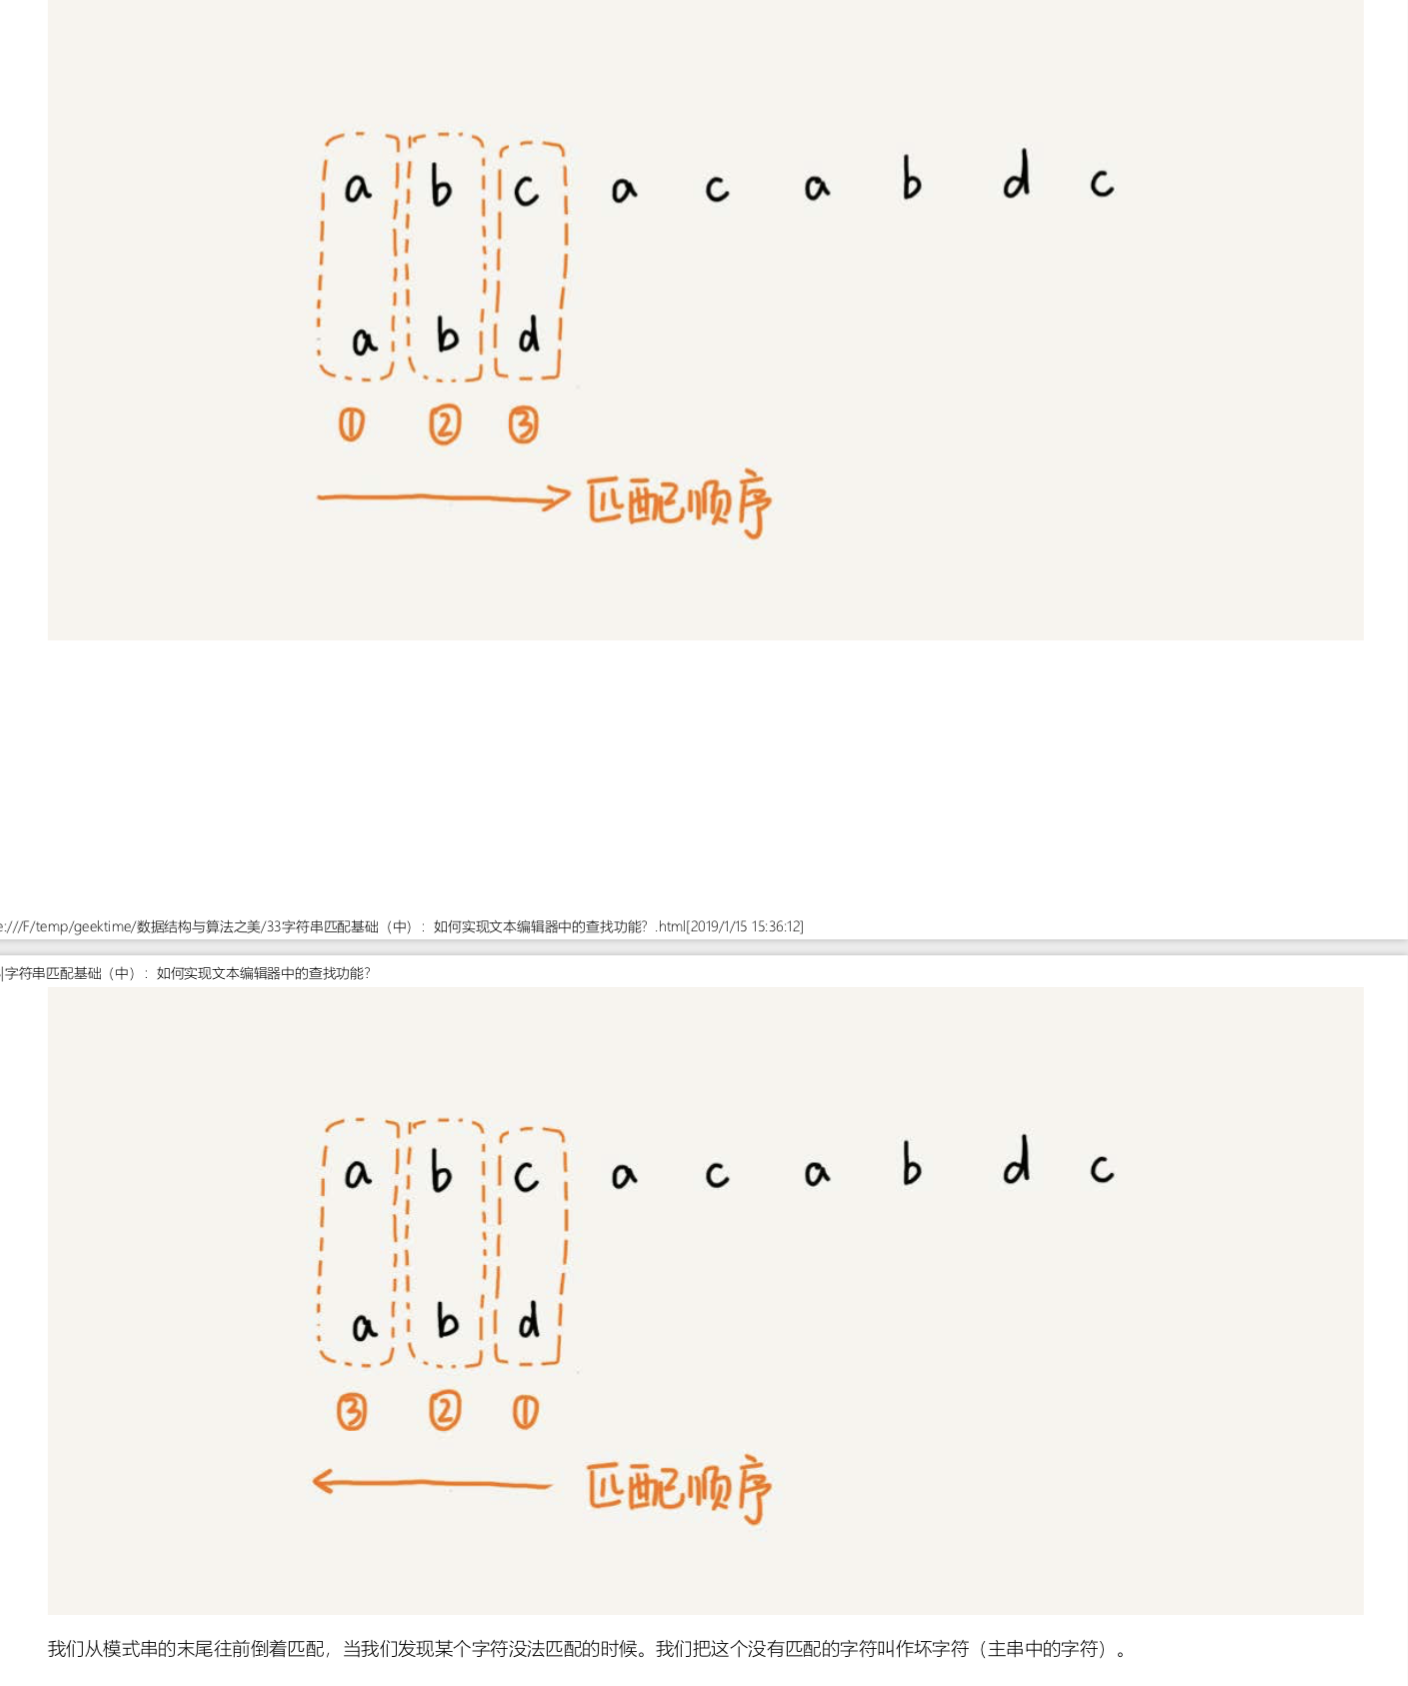 a b c a c a b d c
a b d
① ② ③
匹配顺序
e:///F/temp/geektime/数据结构与算法之美/33字符串匹配基础（中）：如何实现文本编辑器中的查找功能？.html[2019/1/15 15:36:12]
|字符串匹配基础（中）：如何实现文本编辑器中的查找功能？
a b c a c a b d c
a b d
③ ② ①
匹配顺序
我们从模式串的末尾往前倒着匹配，当我们发现某个字符没法匹配的时候。我们把这个没有匹配的字符叫作坏字符（主串中的字符）。